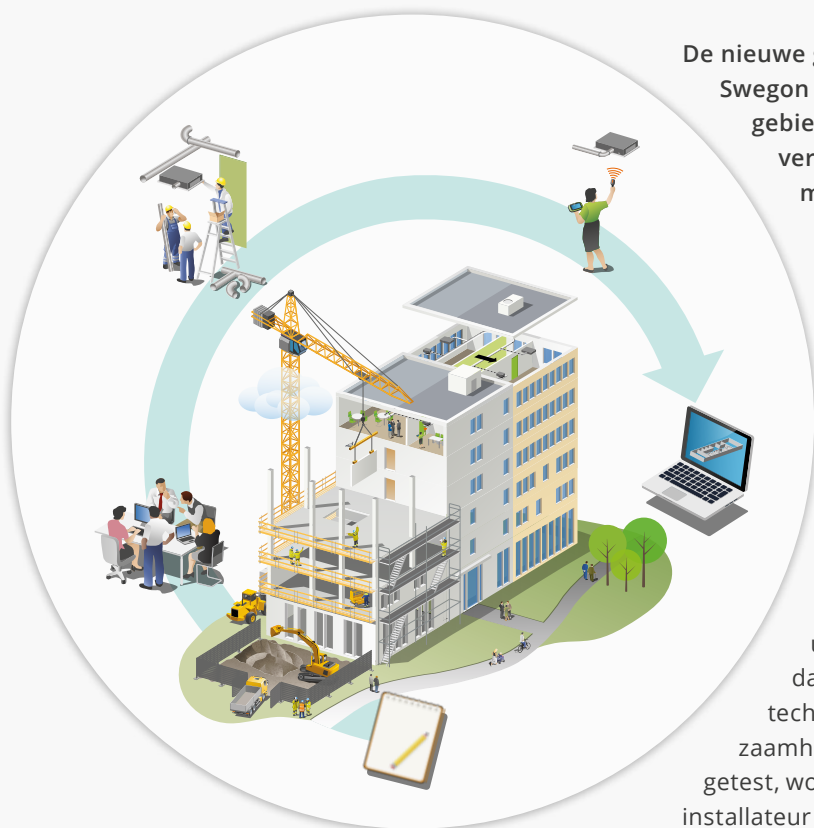 De nieuwe
Swegon
gebie
ver
m
u
da
tech
zaamh
getest, wo
installateur